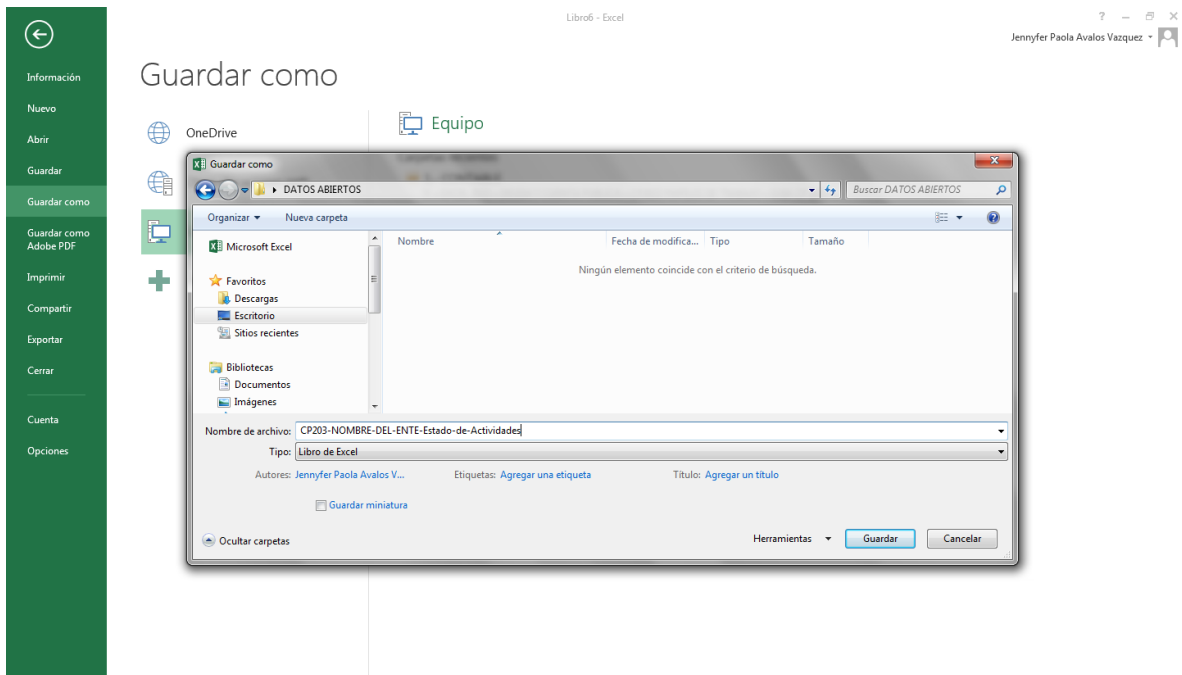 Libro6 - Excel
?
Jennyfer Paola Avalos Vazquez
Información
Nuevo
Abrir
Guardar
Guardar como
Guardar como
Adobe PDF
Imprimir
Compartir
Exportar
Cerrar
Cuenta
Opciones
Guardar como
OneDrive
Equipo
Guardar como
DATOS ABIERTOS
Buscar DATOS ABIERTOS
Organizar
Nueva carpeta
Microsoft Excel
Favoritos
Descargas
Escritorio
Sitios recientes
Bibliotecas
Documentos
Imágenes
Nombre
Fecha de modifica...
Tipo
Tamaño
Ningún elemento coincide con el criterio de búsqueda.
Nombre de archivo: CP203-NOMBRE-DEL-ENTE-Estado-de-Actividades
Tipo: Libro de Excel
Autores: Jennyfer Paola Avalos V...
Etiquetas: Agregar una etiqueta
Título: Agregar un título
Guardar miniatura
Ocultar carpetas
Herramientas
Guardar
Cancelar